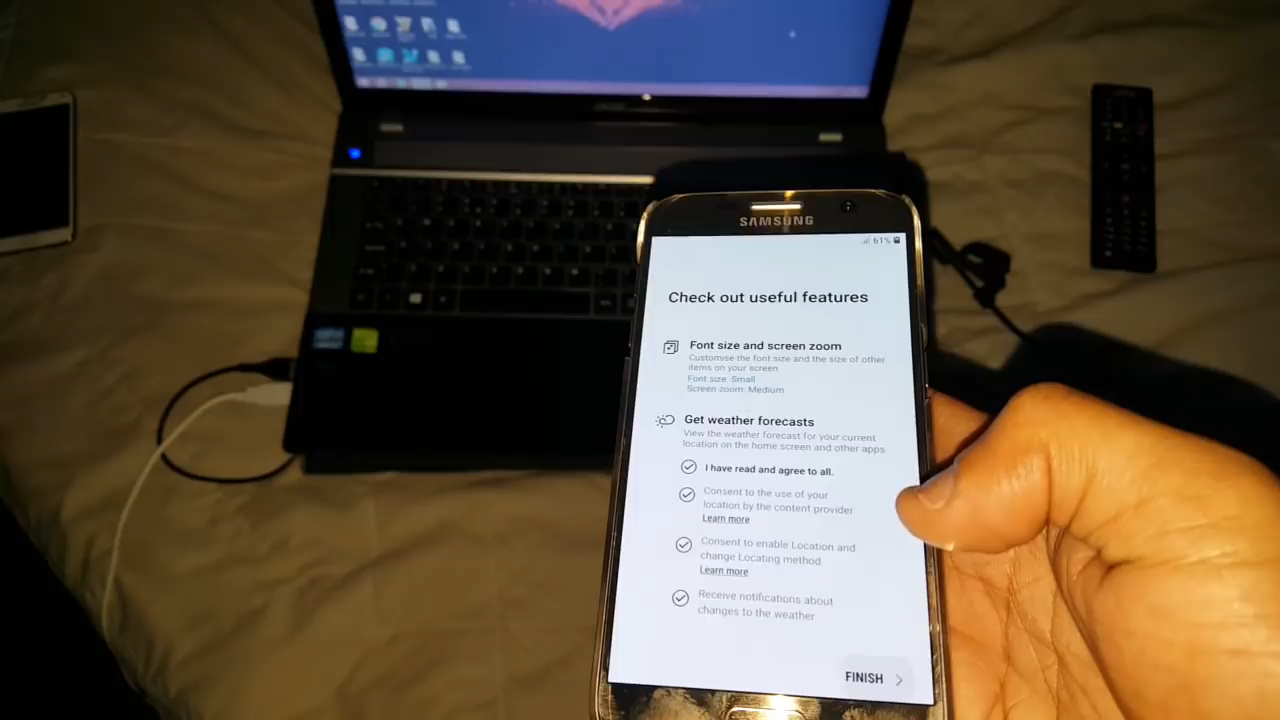 SAMSUNG
61%
Check out useful features
Font size and screen zoom
Customise the font size and the size of other
items on your screen.
Font size: Small
Screen zoom: Medium
Get weather forecasts
View the weather forecast for your current
location on the home screen and other apps.
I have read and agree to all.
Consent to the use of your
location by the content provider
Learn more
Consent to enable Location and
change Locating method
Learn more
Receive notifications about
changes to the weather
FINISH